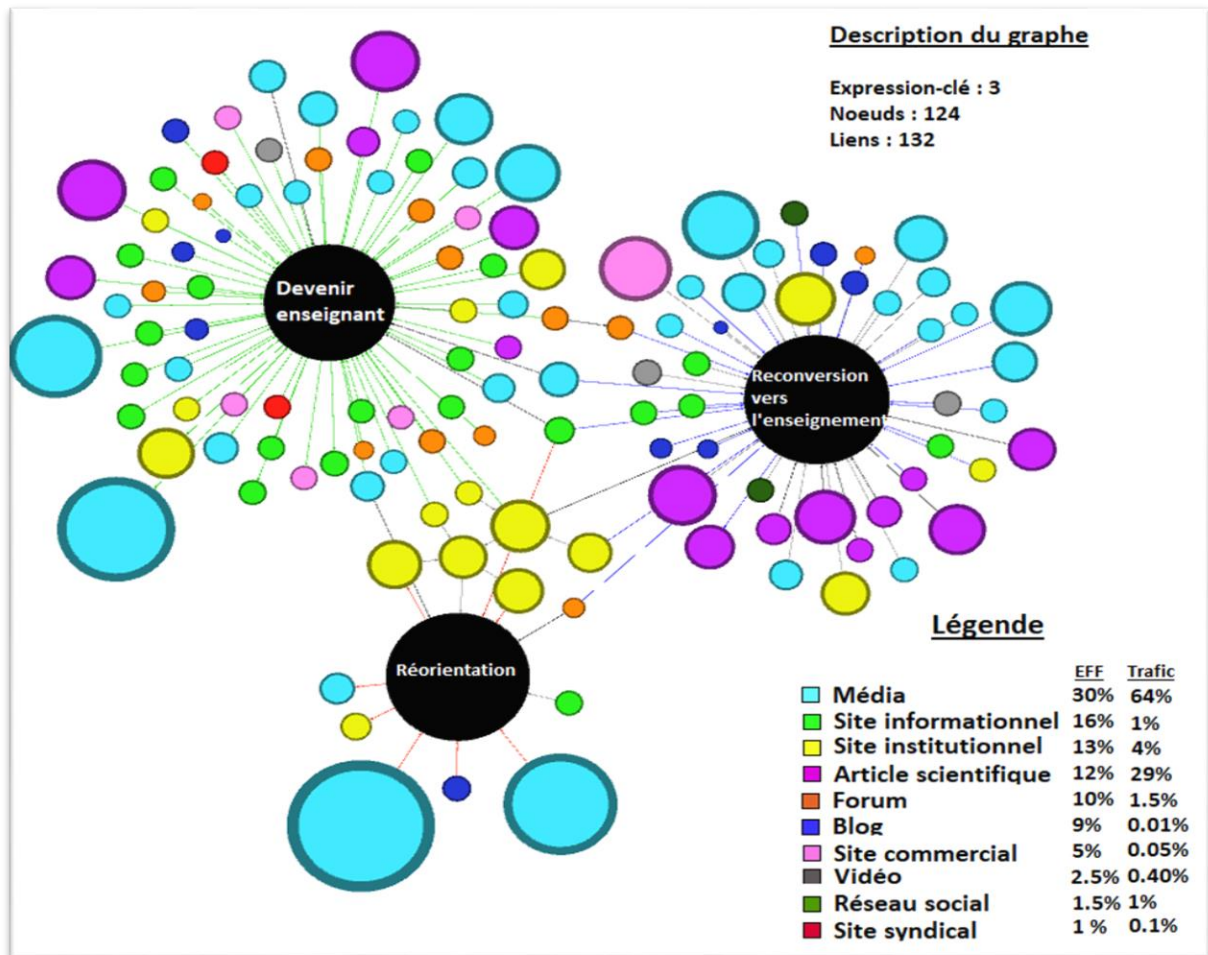 Description du graphe
Expression-clé : 3
Noeuds : 124
Liens : 132
Devenir
enseignant
Reconversion
vers
l'enseignement
Réorientation
Légende
EFF Trafic
Média 30% 64%
Site informationnel 16% 1%
Site institutionnel 13% 4%
Article scientifique 12% 29%
Forum 10% 1.5%
Blog 9% 0.01%
Site commercial 5% 0.05%
Vidéo 2.5% 0.40%
Réseau social 1.5% 1%
Site syndical 1 % 0.1%